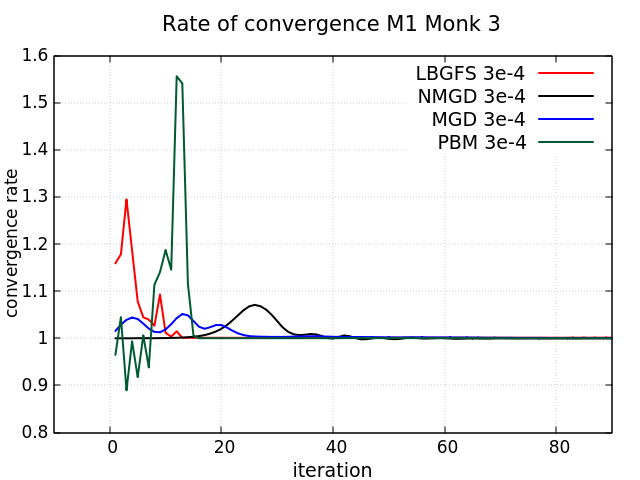 Rate of convergence M1 Monk 3
LBGFS 3e-4
NMGD 3e-4
MGD 3e-4
PBM 3e-4
convergence rate
1.6
1.5
1.4
1.3
1.2
1.1
1
0.9
0.8
0 20 40 60 80
iteration